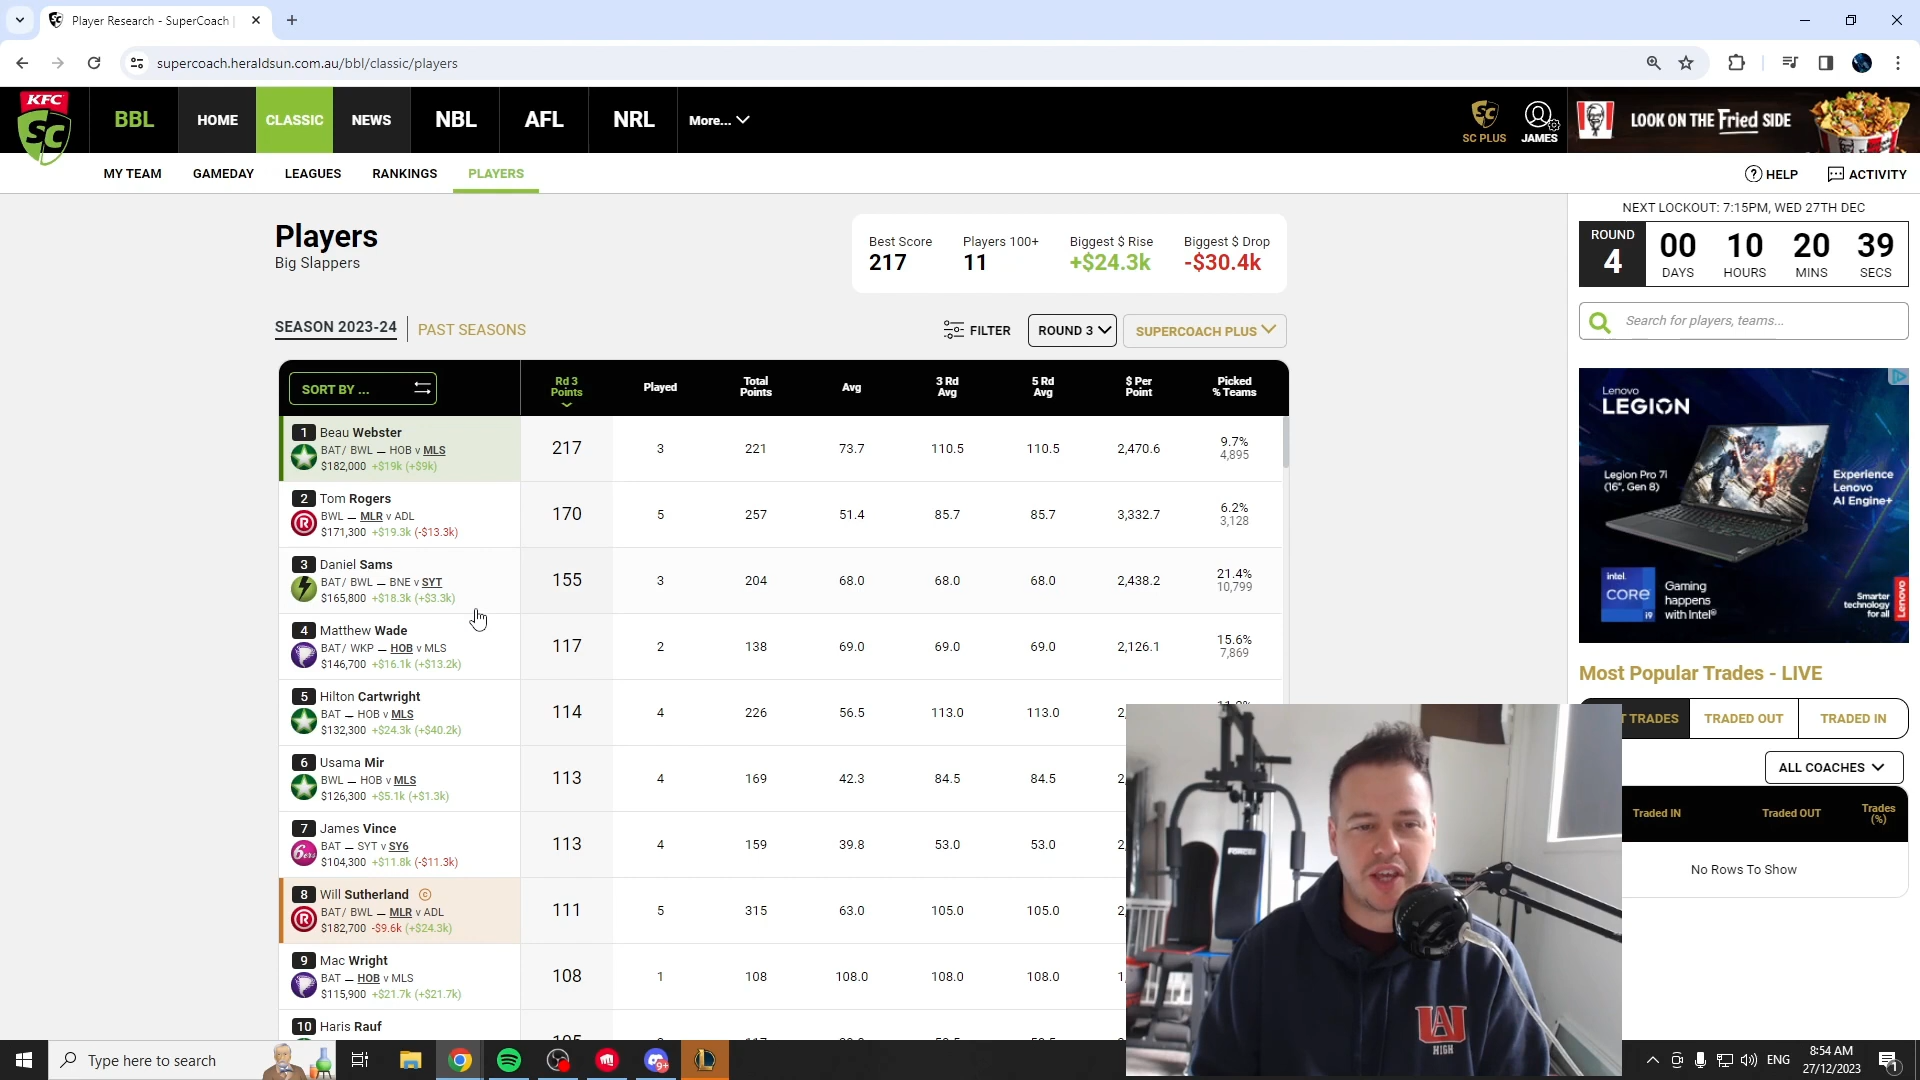 Player Research - SuperCoach |
supercoach.heraldsun.com.au/bbl/classic/players
KFC
SC
BBL
HOME
CLASSIC
NEWS
NBL
AFL
NRL
More...
SC PLUS
JAMES
LOOK ON THE Fried SIDE
MY TEAM
GAMEDAY
LEAGUES
RANKINGS
PLAYERS
HELP
ACTIVITY
Players
Big Slappers
Best Score
217
Players 100+
11
Biggest $ Rise
+$24.3k
Biggest $ Drop
-$30.4k
SEASON 2023-24
PAST SEASONS
FILTER
ROUND 3
SUPERCOACH PLUS
SORT BY ...
Rd 3 Points
Played
Total Points
Avg
3 Rd Avg
5 Rd Avg
$ Per Point
Picked % Teams
1 Beau Webster
BAT/ BWL – HOB v MLS
$182,000 +$19k (+$9k)
217 3 221 73.7 110.5 110.5 2,470.6 9.7%
4,895
2 Tom Rogers
BWL – MLR v ADL
$171,300 +$19.3k (-$13.3k)
170 5 257 51.4 85.7 85.7 3,332.7 6.2%
3,128
3 Daniel Sams
BAT/ BWL – BNE v SYT
$165,800 +$18.3k (+$3.3k)
155 3 204 68.0 68.0 68.0 2,438.2 21.4%
10,799
4 Matthew Wade
BAT/ WKP – HOB v MLS
$146,700 +$16.1k (+$13.2k)
117 2 138 69.0 69.0 69.0 2,126.1 15.6%
7,869
5 Hilton Cartwright
BAT – HOB v MLS
$132,300 +$24.3k (+$40.2k)
114 4 226 56.5 113.0 113.0
6 Usama Mir
BWL – HOB v MLS
$126,300 +$5.1k (+$1.3k)
113 4 169 42.3 84.5 84.5
7 James Vince
BAT – SYT v SY6
$104,300 +$11.8k (-$11.3k)
113 4 159 39.8 53.0 53.0
8 Will Sutherland ©
BAT/ BWL – MLR v ADL
$182,700 -$9.6k (+$24.3k)
111 5 315 63.0 105.0 105.0
9 Mac Wright
BAT – HOB v MLS
$115,900 +$21.7k (+$21.7k)
108 1 108 108.0 108.0 108.0
10 Haris Rauf
NEXT LOCKOUT: 7:15PM, WED 27TH DEC
ROUND
4
00 10 20 39
DAYS HOURS MINS SECS
Search for players, teams...
Lenovo
LEGION
Legion Pro 7i
(16", Gen 8)
Experience
Lenovo
AI Engine+
intel.
CORE
i9
Gaming
happens
with Intel®
Smarter
technology
for all
Lenovo
Most Popular Trades - LIVE
T TRADES
TRADED OUT
TRADED IN
ALL COACHES
Traded IN
Traded OUT
Trades (%)
No Rows To Show
FORCE
HIGH
Type here to search
9+
ENG
8:54 AM
27/12/2023
1